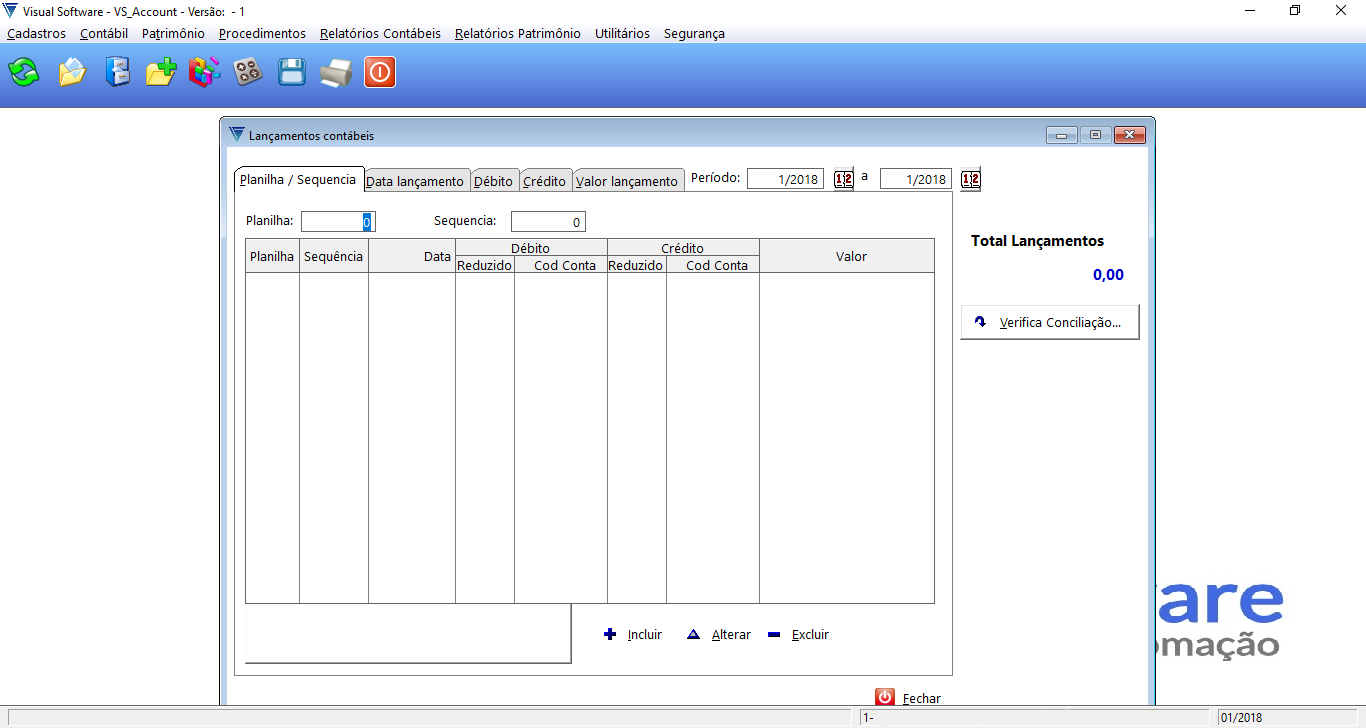 Visual Software - VS_Account - Versão:  - 1
Cadastros Contábil Patrimônio Procedimentos Relatórios Contábeis Relatórios Patrimônio Utilitários Segurança
Lançamentos contábeis
Planilha / Sequencia Data lançamento Débito Crédito Valor lançamento Período: 1/2018 12 a 1/2018 12
Planilha: 0 Sequencia: 0
Planilha Sequência Data Débito Crédito Valor
Reduzido Cod Conta Reduzido Cod Conta
Total Lançamentos
0,00
Verifica Conciliação...
are
mação
Incluir Alterar Excluir
Fechar
1- 01/2018